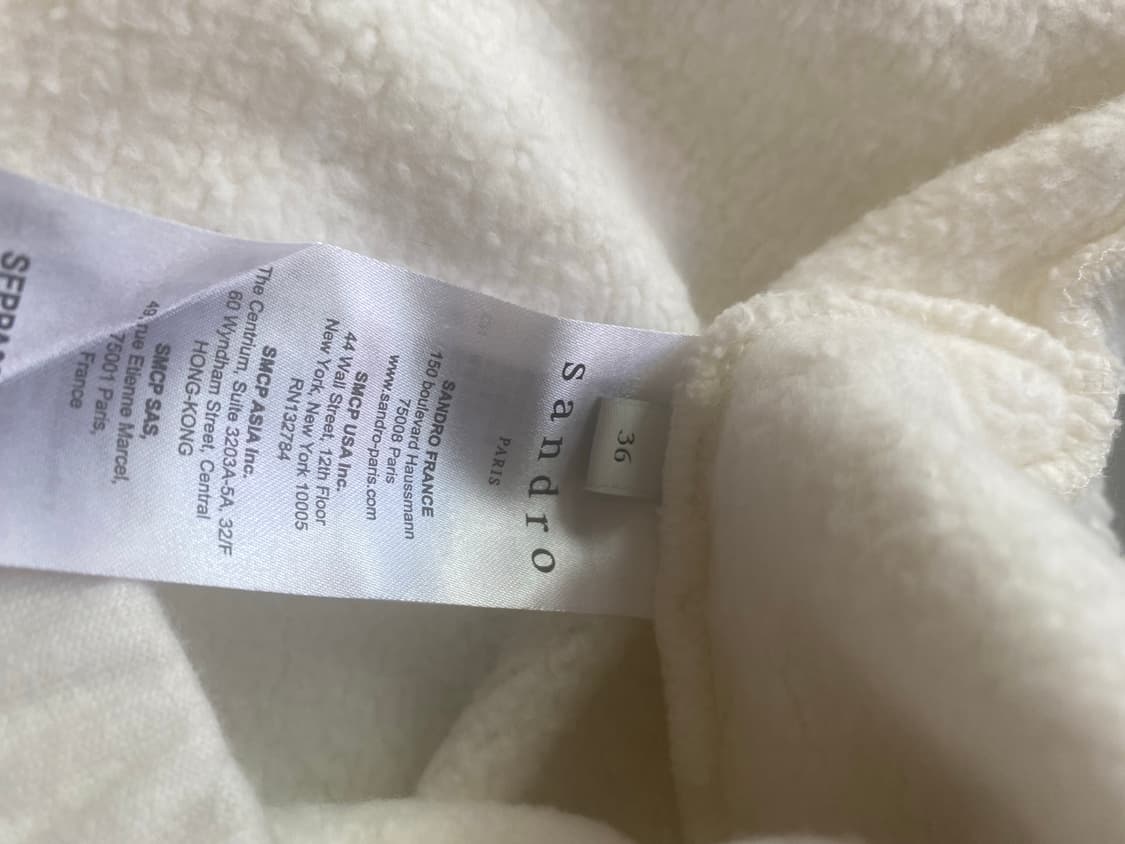 36
sandro
PARIS
SANDRO FRANCE
150 boulevard Haussmann
75008 Paris
www.sandro-paris.com
SMCP USA Inc.
44 Wall Street, 12th Floor
New York, New York 10005
RN132784
SMCP ASIA Inc.
The Centrium, Suite 3203A-5A, 32/F
60 Wyndham Street, Central
HONG-KONG
SMCP SAS,
49, rue Etienne Marcel,
75001 Paris,
France